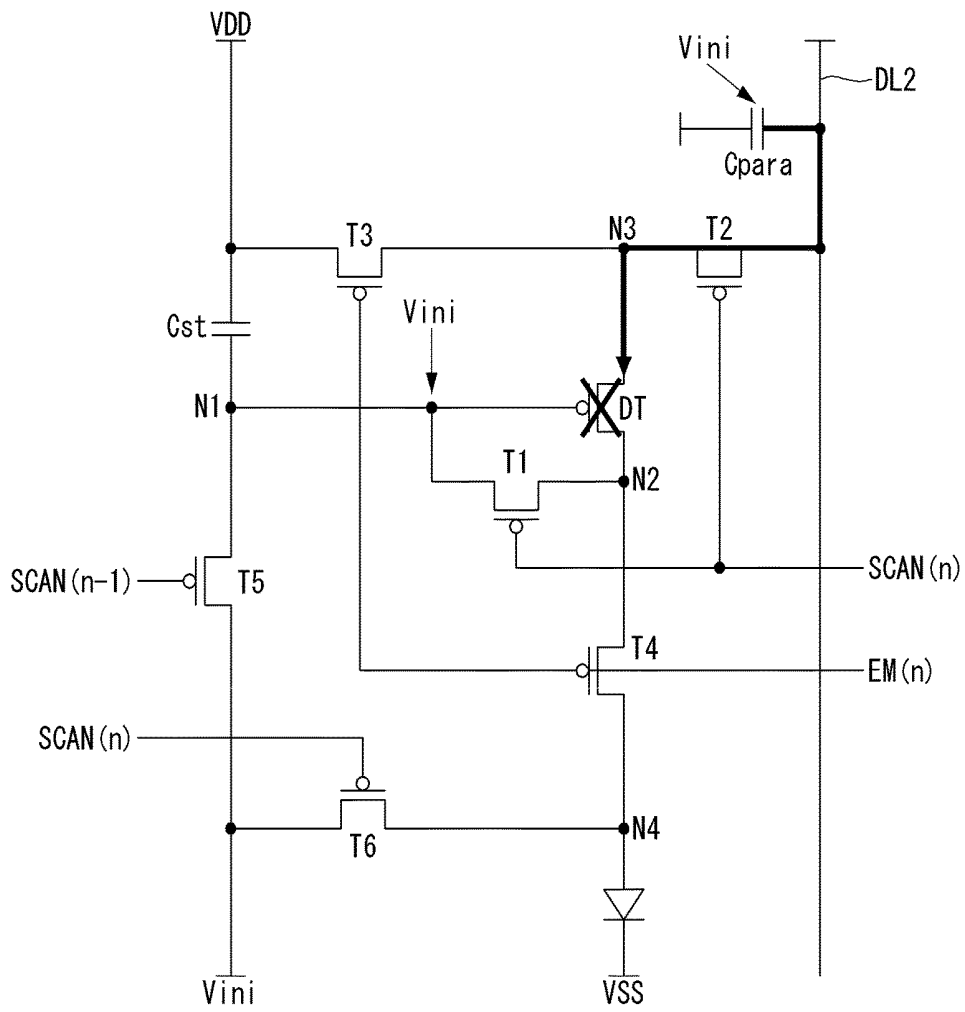 VDD
Vini
DL2
Cpara
T3
N3
T2
Cst
Vini
N1
DT
T1
N2
SCAN(n-1)
T5
SCAN(n)
T4
EM(n)
SCAN(n)
T6
N4
Vini
VSS